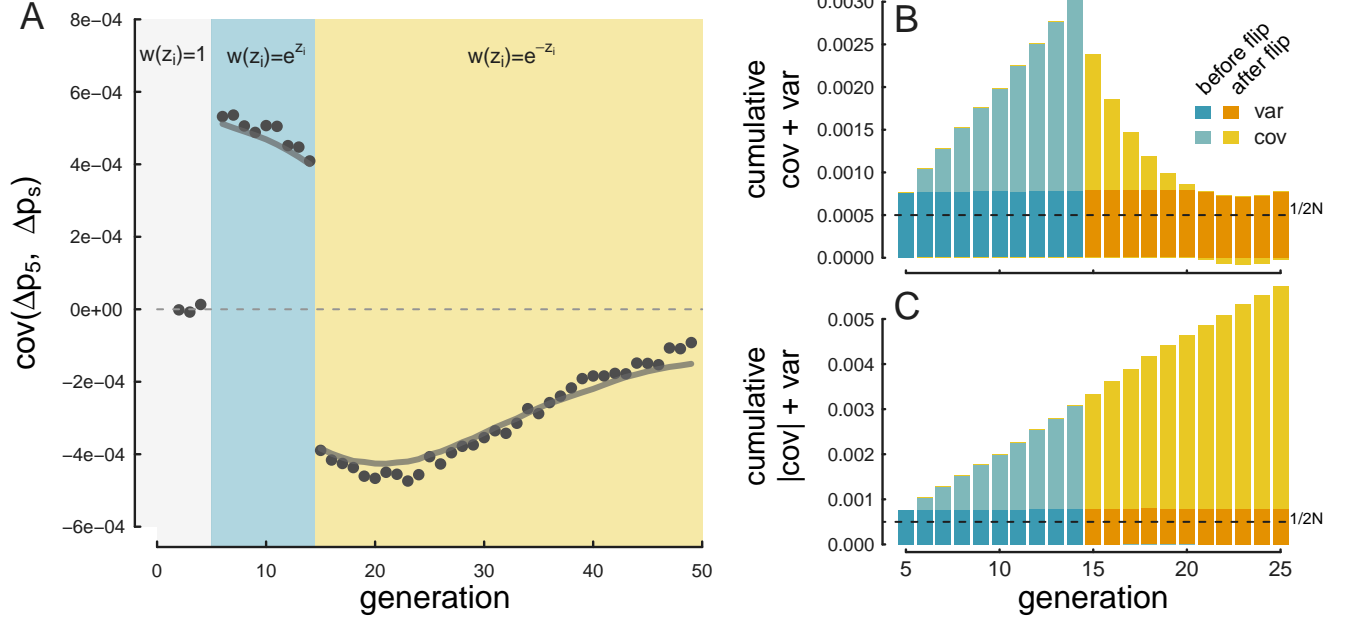 A
8e−04
6e−04
4e−04
2e−04
0e+00
−2e−04
−4e−04
−6e−04
cov(Δp₅, Δpₛ)
w(zᵢ)=1
w(zᵢ)=e^zᵢ
w(zᵢ)=e^−zᵢ
0 10 20 30 40 50
generation
B
0.0030
0.0025
0.0020
0.0015
0.0010
0.0005
0.0000
cumulative
cov + var
before flip
after flip
var
cov
1/2N
C
0.005
0.004
0.003
0.002
0.001
0.000
cumulative
|cov| + var
1/2N
5 10 15 20 25
generation